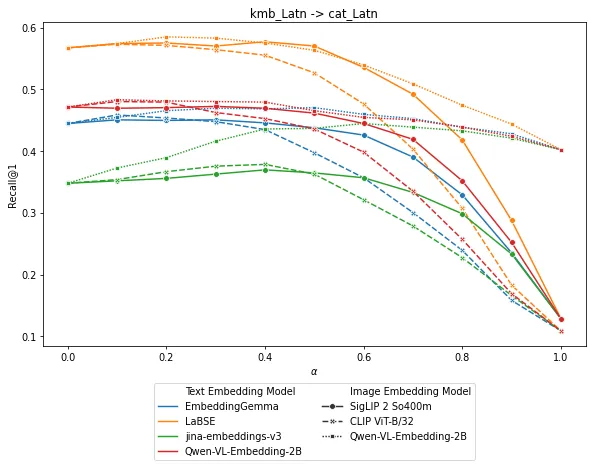 kmb_Latn -> cat_Latn
0.6
0.5
0.4
0.3
0.2
0.1
Recall@1
0.0 0.2 0.4 0.6 0.8 1.0
α
Text Embedding Model Image Embedding Model
EmbeddingGemma SigLIP 2 So400m
LaBSE CLIP ViT-B/32
jina-embeddings-v3 Qwen-VL-Embedding-2B
Qwen-VL-Embedding-2B